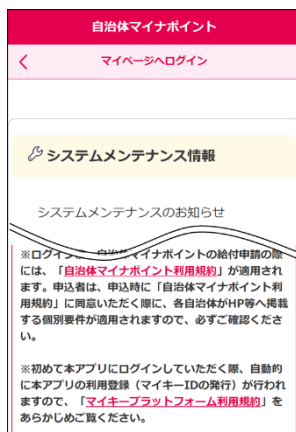 自治体マイナポイント
マイページへログイン
システムメンテナンス情報
システムメンテナンスのお知らせ
※ログイン 自治 マイナポイントの給付申請の際
には、「自治体マイナポイント利用規約」が適用され
ます。申込者は、申込時に「自治体マイナポイント利
用規約」に同意いただく際に、各自治体がHP等へ掲載
する個別要件が適用されますので、必ずご確認くださ
い。
※初めて本アプリにログインしていただく際、自動的
に本アプリの利用登録（マイキーIDの発行）が行われ
ますので、「マイキープラットフォーム利用規約」を
あらかじめご覧ください。